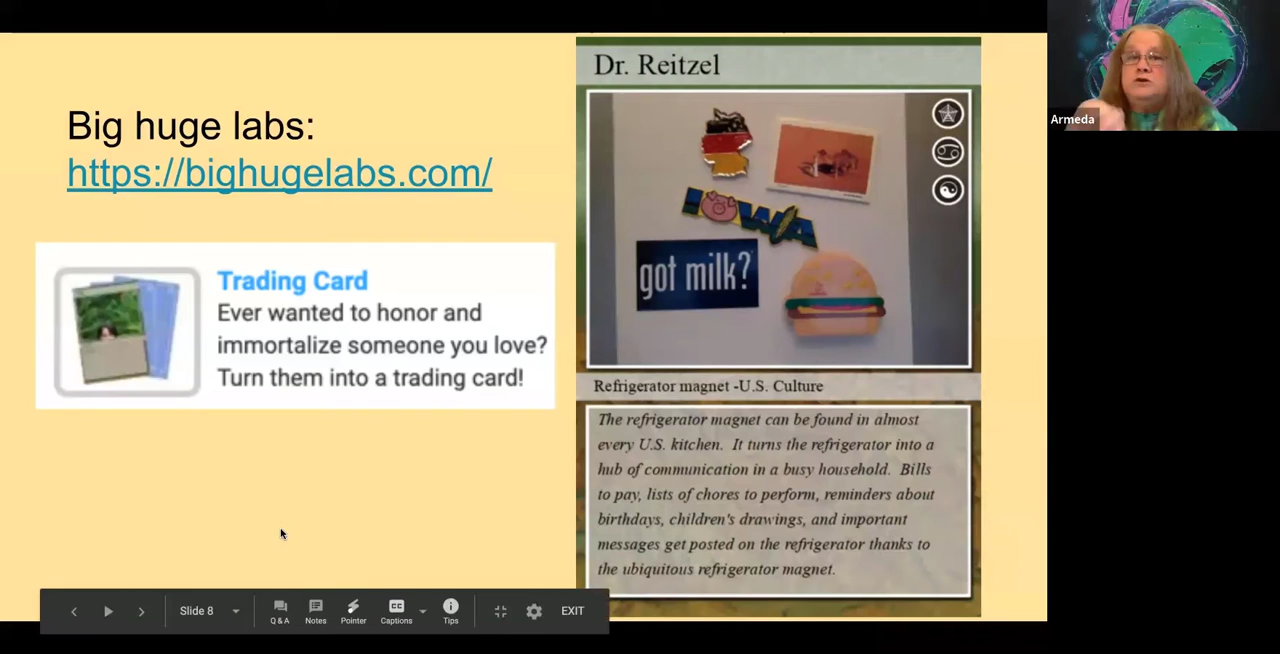 Big huge labs:
https://bighugelabs.com/
Trading Card
Ever wanted to honor and
immortalize someone you love?
Turn them into a trading card!
Dr. Reitzel
IOWA
got milk?
Refrigerator magnet -U.S. Culture
The refrigerator magnet can be found in almost
every U.S. kitchen. It turns the refrigerator into a
hub of communication in a busy household. Bills
to pay, lists of chores to perform, reminders about
birthdays, children's drawings, and important
messages get posted on the refrigerator thanks to
the ubiquitous refrigerator magnet.
Armeda
Slide 8
Q & A
Notes
Pointer
CC
Captions
Tips
EXIT